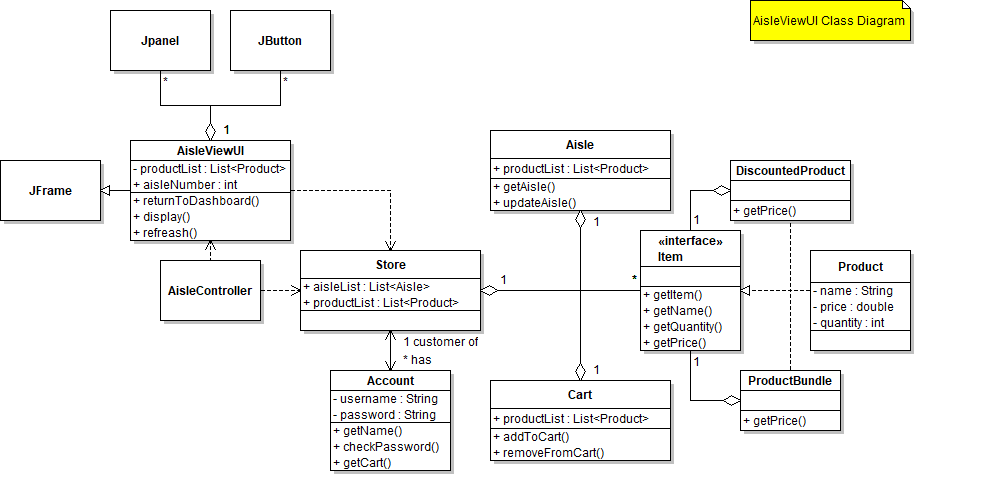 AisleViewUI Class Diagram
Jpanel
JButton
*
*
1
AisleViewUI
- productList : List<Product>
+ aisleNumber : int
+ returnToDashboard()
+ display()
+ refreash()
JFrame
AisleController
Store
+ aisleList : List<Aisle>
+ productList : List<Product>
1
*
1 customer of
* has
Account
- username : String
- password : String
+ getName()
+ checkPassword()
+ getCart()
Aisle
+ productList : List<Product>
+ getAisle()
+ updateAisle()
1
1
Cart
+ productList : List<Product>
+ addToCart()
+ removeFromCart()
DiscountedProduct
+ getPrice()
1
«interface»
Item
+ getItem()
+ getName()
+ getQuantity()
+ getPrice()
1
Product
- name : String
- price : double
- quantity : int
ProductBundle
+ getPrice()